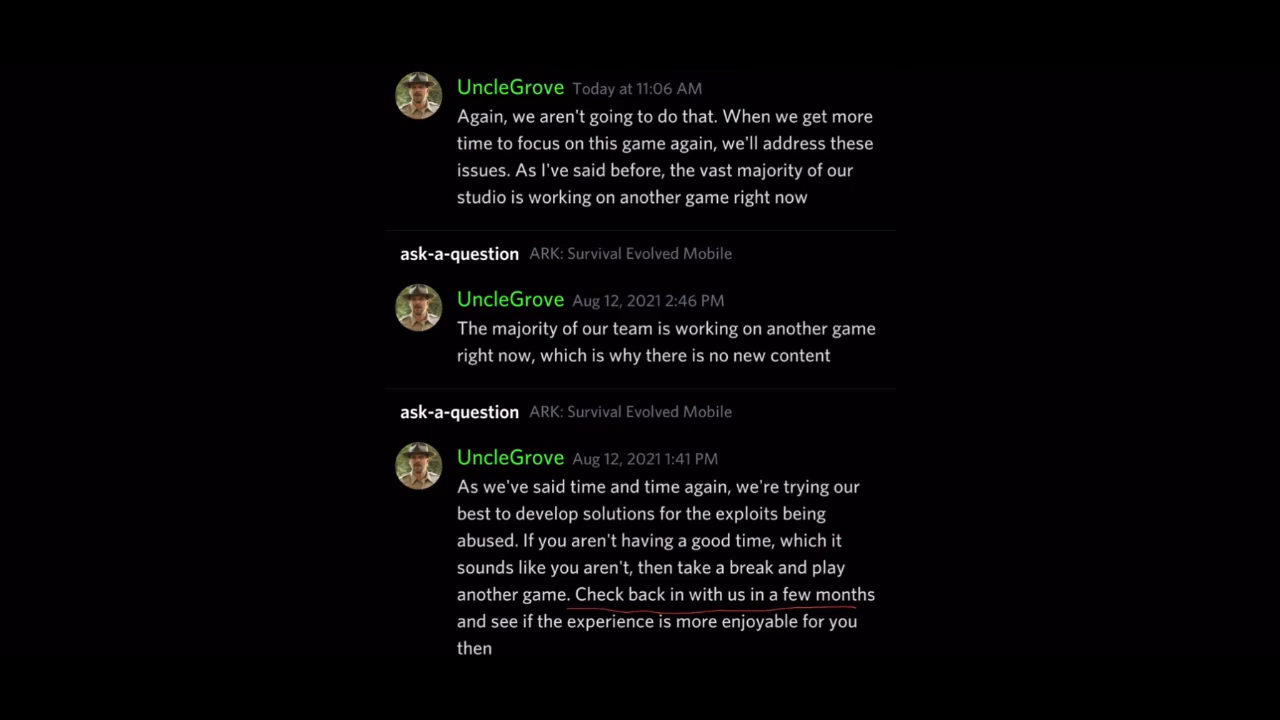 UncleGrove Today at 11:06 AM
Again, we aren't going to do that. When we get more
time to focus on this game again, we'll address these
issues. As I've said before, the vast majority of our
studio is working on another game right now
ask-a-question ARK: Survival Evolved Mobile
UncleGrove Aug 12, 2021 2:46 PM
The majority of our team is working on another game
right now, which is why there is no new content
ask-a-question ARK: Survival Evolved Mobile
UncleGrove Aug 12, 2021 1:41 PM
As we've said time and time again, we're trying our
best to develop solutions for the exploits being
abused. If you aren't having a good time, which it
sounds like you aren't, then take a break and play
another game. Check back in with us in a few months
and see if the experience is more enjoyable for you
then